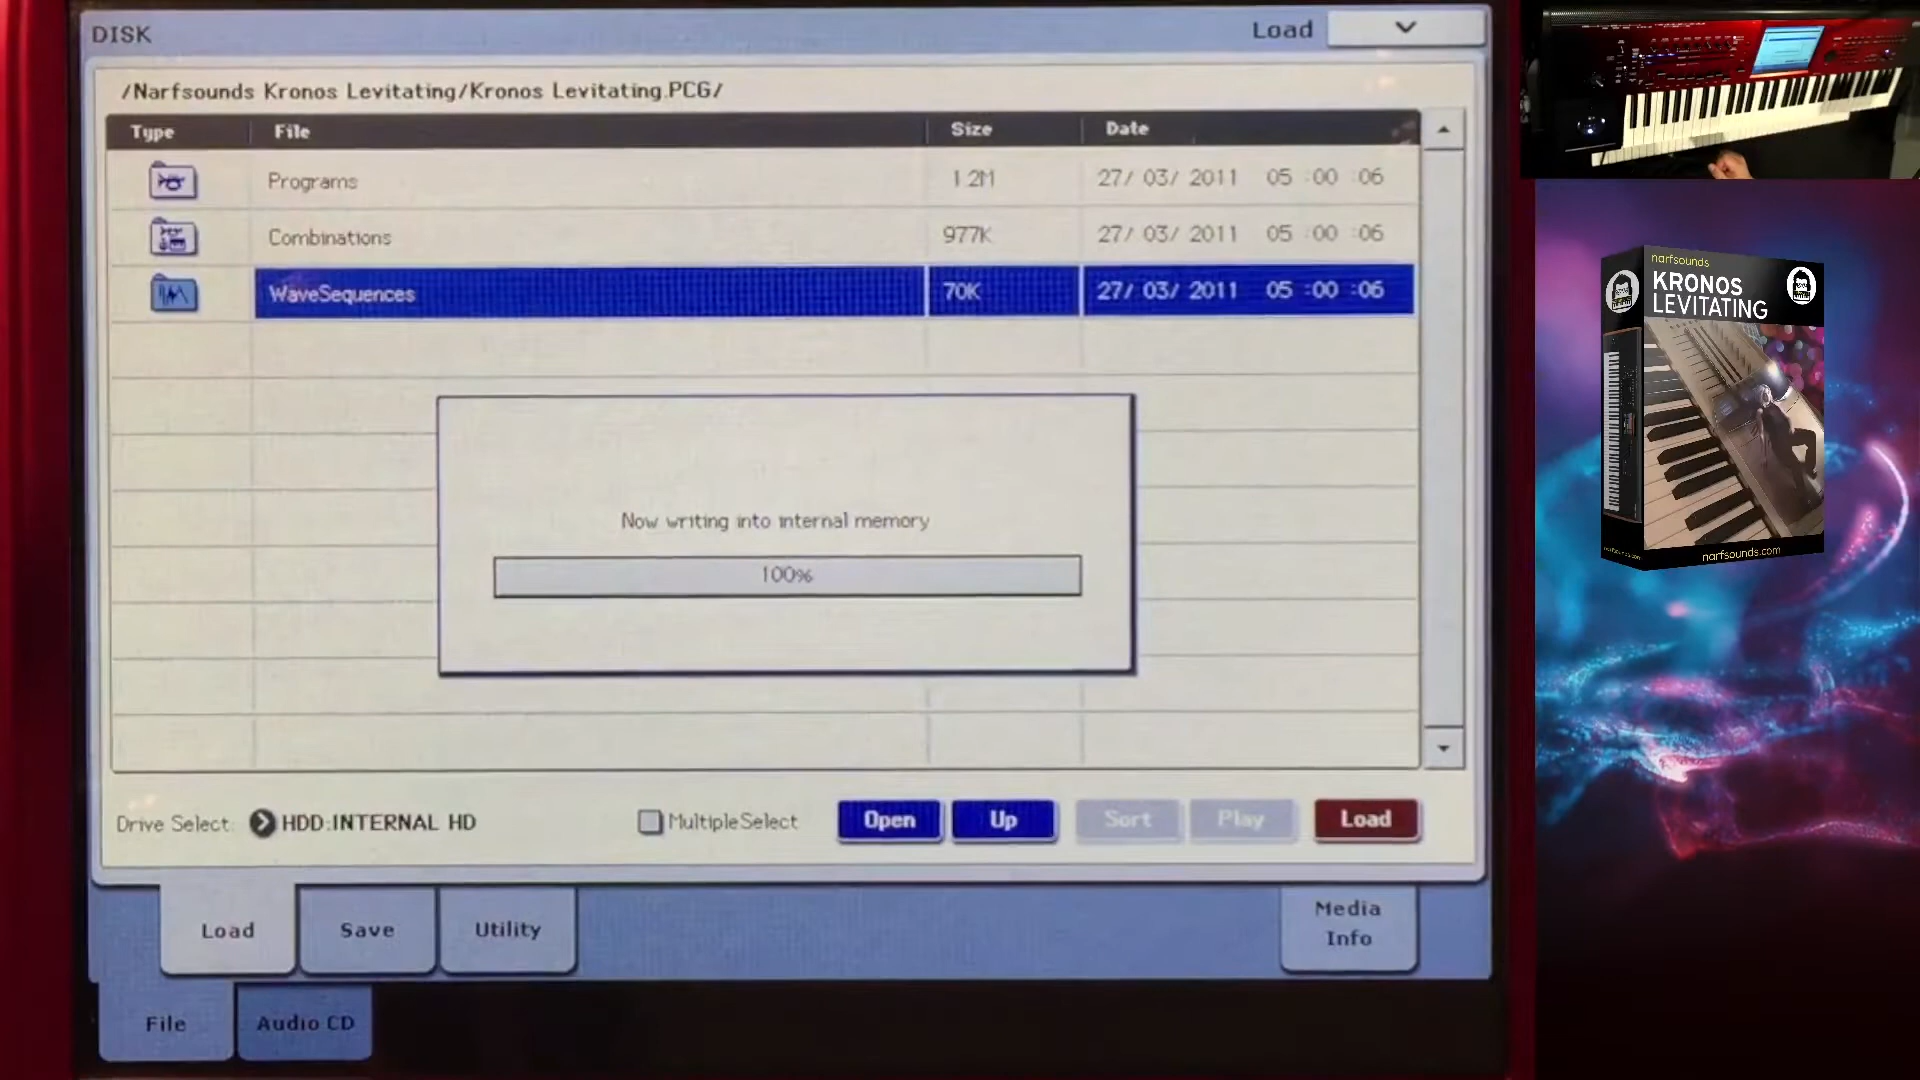 DISK
Load
/Narfsounds Kronos Levitating/Kronos Levitating.PCG/
Type File Size Date
Programs 1.2M 27/ 03/ 2011 05 :00 :06
Combinations 977K 27/ 03/ 2011 05 :00 :06
WaveSequences 70K 27/ 03/ 2011 05 :00 :06
Now writing into internal memory
100%
Drive Select: HDD:INTERNAL HD
MultipleSelect
Open
Up
Sort
Play
Load
Load
Save
Utility
Media
Info
File
Audio CD
narfsounds
KRONOS
LEVITATING
narfsounds.com